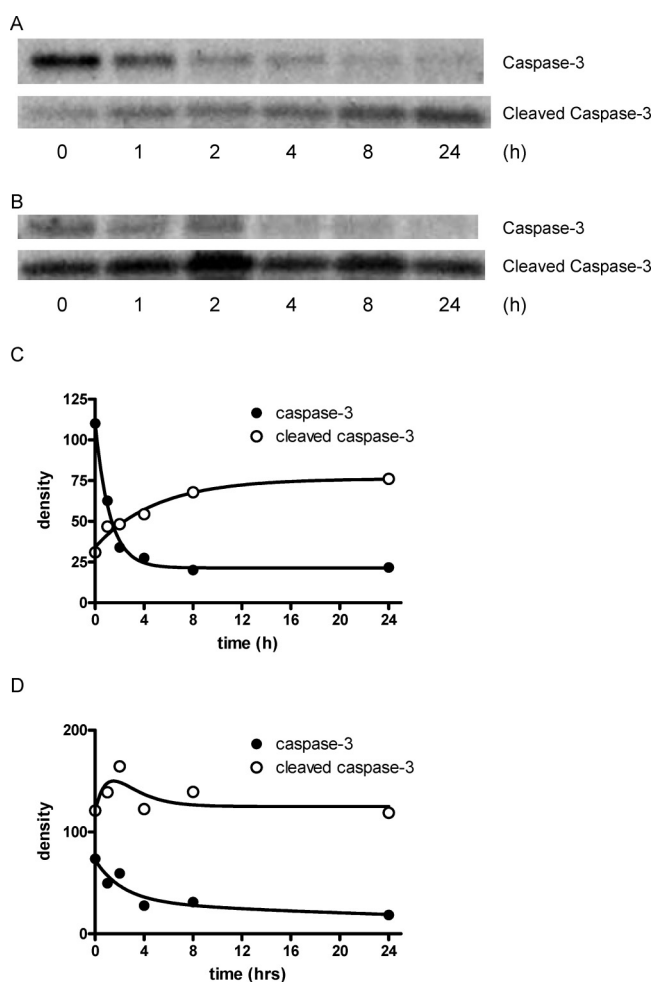 A
Caspase-3
Cleaved Caspase-3
0 1 2 4 8 24 (h)
B
Caspase-3
Cleaved Caspase-3
0 1 2 4 8 24 (h)
C
125
100
75
50
25
0
density
caspase-3
cleaved caspase-3
0 4 8 12 16 20 24
time (h)
D
200
100
0
density
caspase-3
cleaved caspase-3
0 4 8 12 16 20 24
time (hrs)